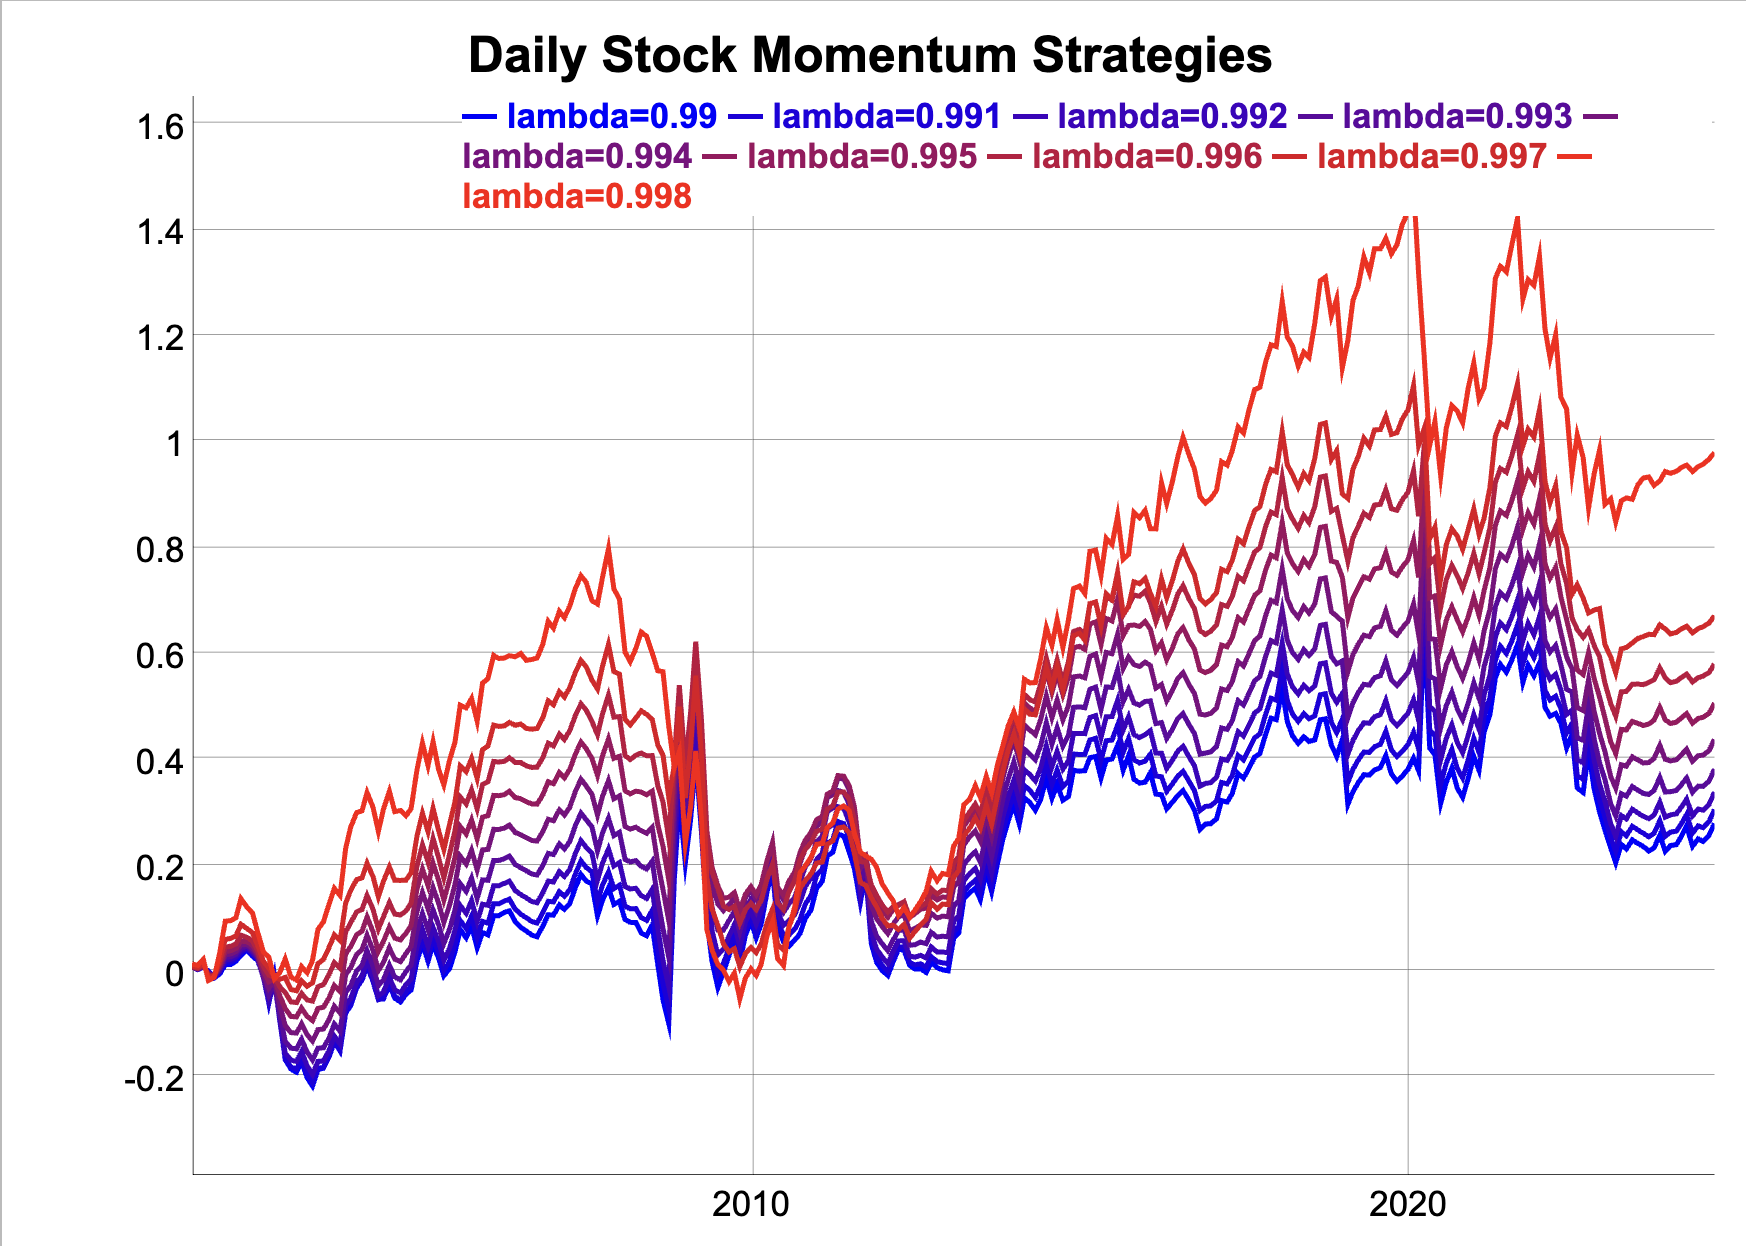 Daily Stock Momentum Strategies
— lambda=0.99 — lambda=0.991 — lambda=0.992 — lambda=0.993 —
lambda=0.994 — lambda=0.995 — lambda=0.996 — lambda=0.997 —
lambda=0.998
1.6
1.4
1.2
1
0.8
0.6
0.4
0.2
0
-0.2
2010 2020